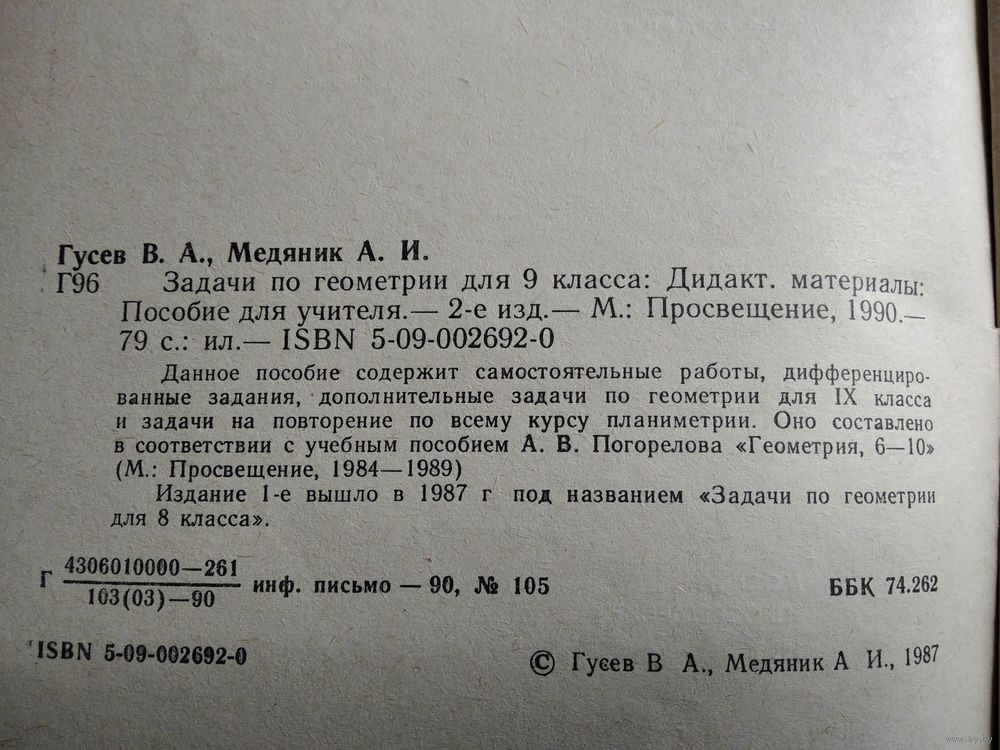 Гусев В. А., Медяник А. И.
Г96 Задачи по геометрии для 9 класса: Дидакт. материалы:
Пособие для учителя.— 2-е изд.— М.: Просвещение, 1990.—
79 с.: ил.— ISBN 5-09-002692-0
Данное пособие содержит самостоятельные работы, дифференциро-
ванные задания, дополнительные задачи по геометрии для IX класса
и задачи на повторение по всему курсу планиметрии. Оно составлено
в соответствии с учебным пособием А. В. Погорелова «Геометрия, 6—10»
(М.: Просвещение, 1984—1989)
Издание 1-е вышло в 1987 г под названием «Задачи по геометрии
для 8 класса».
Г 4306010000—261
103(03)—90 инф. письмо — 90, № 105 ББК 74.262
ISBN 5-09-002692-0
© Гусев В А., Медяник А И., 1987
www.ay.by